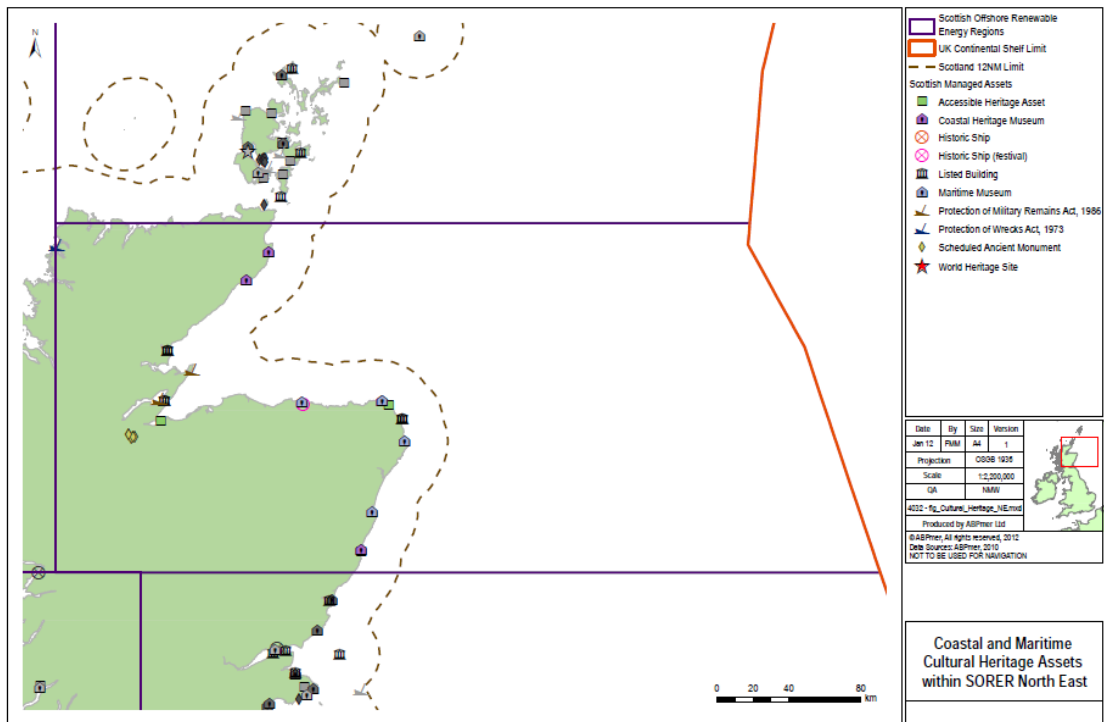 N
Scottish Offshore Renewable
Energy Regions
UK Continental Shelf Limit
Scotland 12NM Limit
Scottish Managed Assets
Accessible Heritage Asset
Coastal Heritage Museum
Historic Ship
Historic Ship (festival)
Listed Building
Maritime Museum
Protection of Military Remains Act, 1986
Protection of Wrecks Act, 1973
Scheduled Ancient Monument
World Heritage Site
Date By Size Version
Jan 12 FMM A4 1
Projection OSGB 1936
Scale 1:2,200,000
QA NMW
4032 - fig_Cultural_Heritage_NE.mxd
Produced by ABPmer Ltd
©ABPmer, All rights reserved, 2012
Data Sources: ABPmer, 2010
NOT TO BE USED FOR NAVIGATION
0 20 40 60 80
km
Coastal and Maritime
Cultural Heritage Assets
within SORER North East